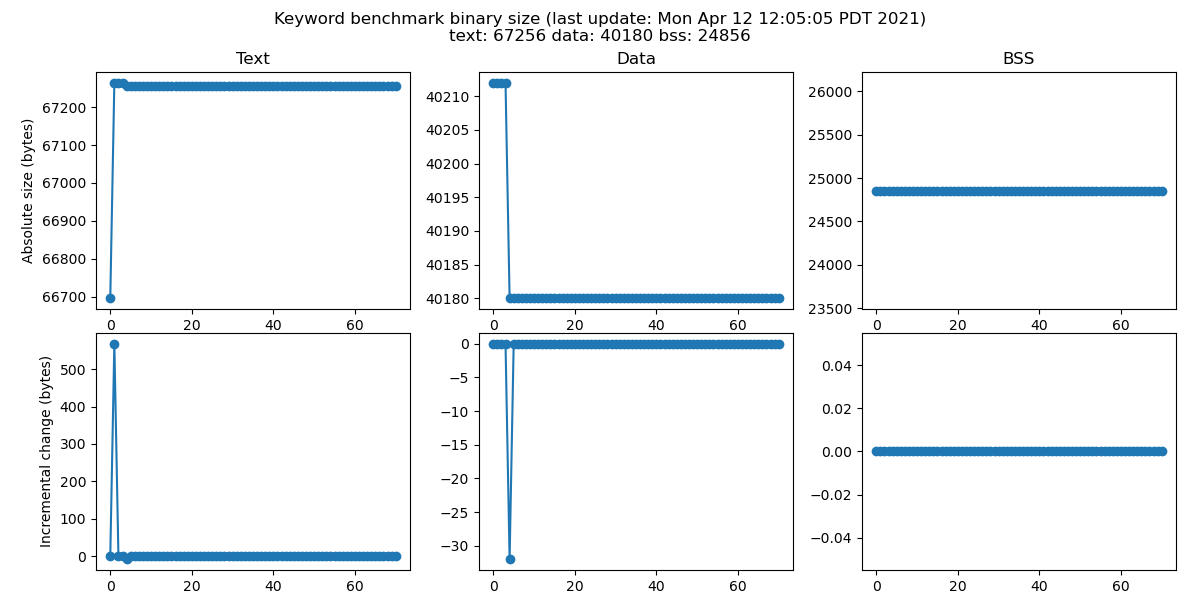 Keyword benchmark binary size (last update: Mon Apr 12 12:05:05 PDT 2021)
text: 67256 data: 40180 bss: 24856
Text
Data
BSS
Absolute size (bytes)
67200
67100
67000
66900
66800
66700
0 20 40 60
40210
40205
40200
40195
40190
40185
40180
0 20 40 60
26000
25500
25000
24500
24000
23500
0 20 40 60
Incremental change (bytes)
500
400
300
200
100
0
0 20 40 60
0
−5
−10
−15
−20
−25
−30
0 20 40 60
0.04
0.02
0.00
−0.02
−0.04
0 20 40 60